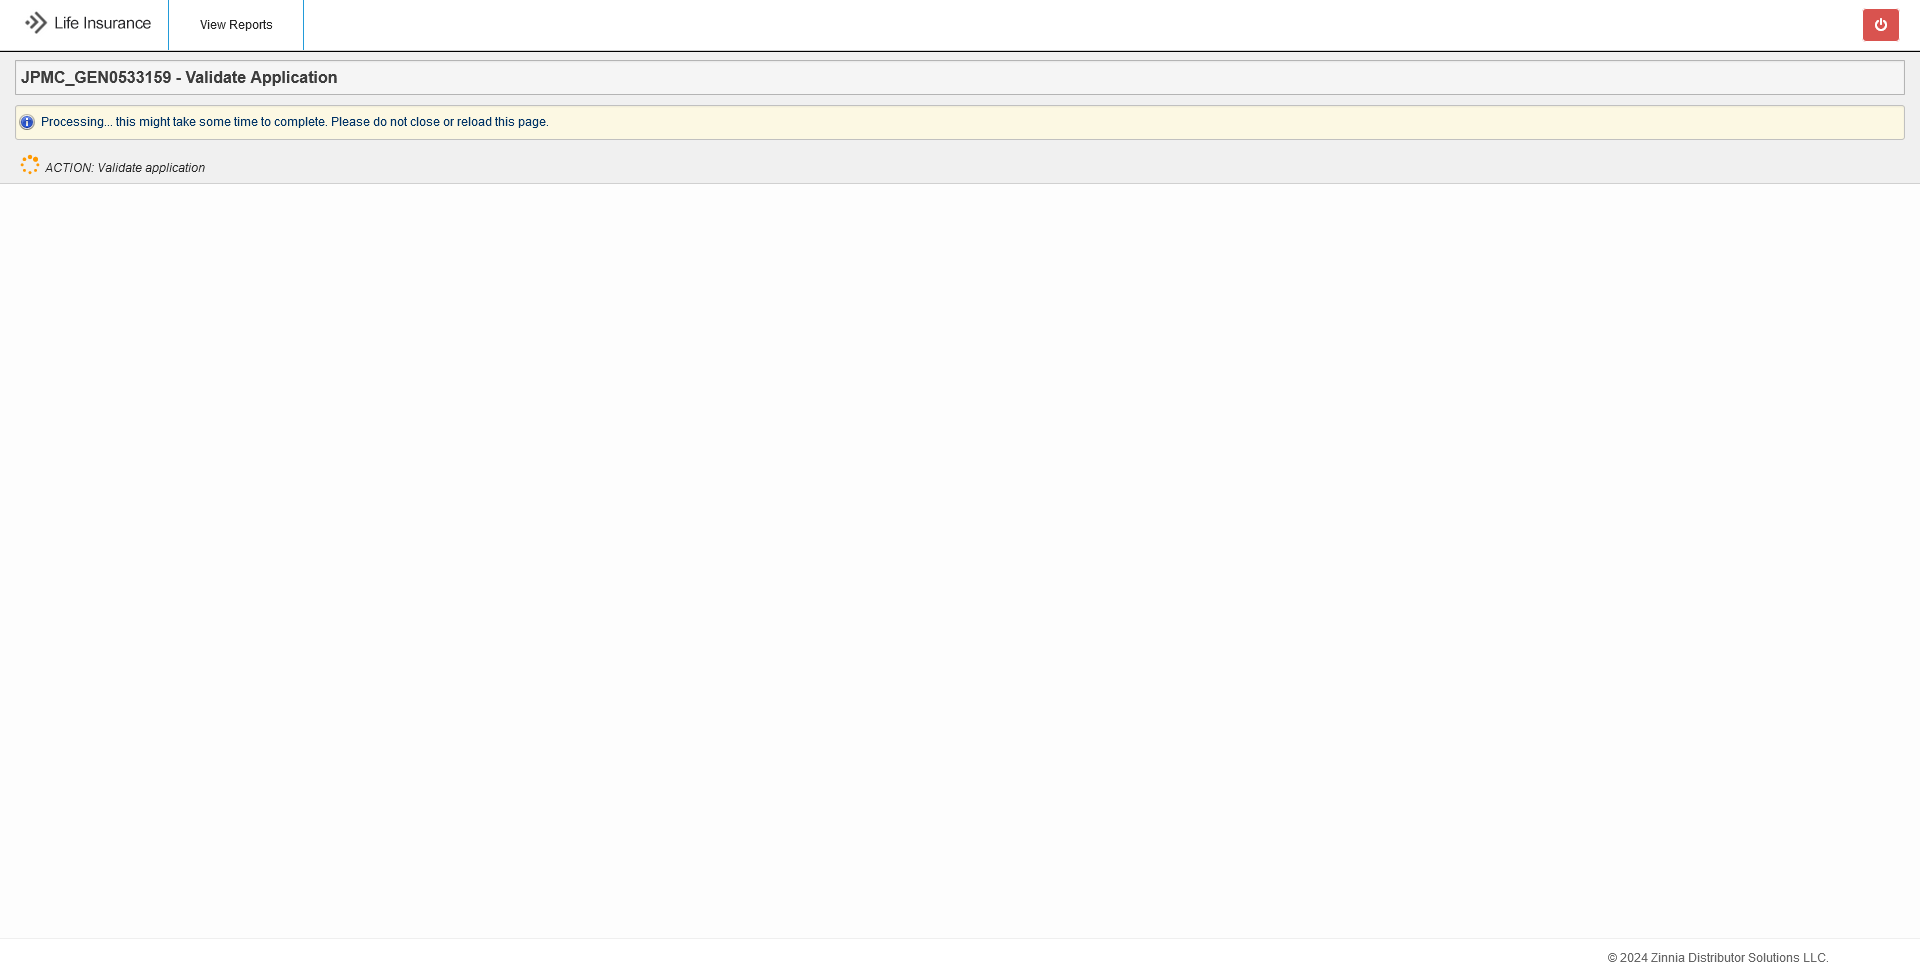 Life Insurance
View Reports
JPMC_GEN0533159 - Validate Application
Processing... this might take some time to complete. Please do not close or reload this page.
ACTION: Validate application
© 2024 Zinnia Distributor Solutions LLC.